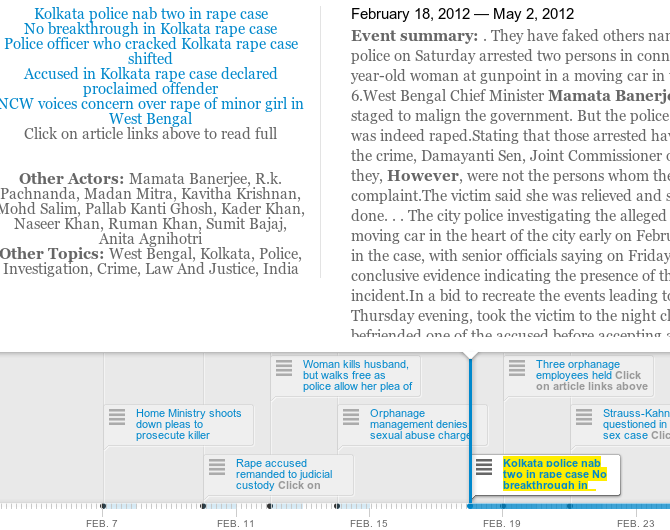 Kolkata police nab two in rape case
No breakthrough in Kolkata rape case
Police officer who cracked Kolkata rape case
shifted
Accused in Kolkata rape case declared
proclaimed offender
NCW voices concern over rape of minor girl in
West Bengal
Click on article links above to read full
Other Actors: Mamata Banerjee, R.k.
Pachnanda, Madan Mitra, Kavitha Krishnan,
Mohd Salim, Pallab Kanti Ghosh, Kader Khan,
Naseer Khan, Ruman Khan, Sumit Bajaj,
Anita Agnihotri
Other Topics: West Bengal, Kolkata, Police,
Investigation, Crime, Law And Justice, India
February 18, 2012 — May 2, 2012
Event summary: . They have faked others nar
police on Saturday arrested two persons in conn
year-old woman at gunpoint in a moving car in
6.West Bengal Chief Minister Mamata Banerje
staged to malign the government. But the police
was indeed raped.Stating that those arrested hav
the crime, Damayanti Sen, Joint Commissioner
they, However, were not the persons whom the
complaint.The victim said she was relieved and s
done. . . The city police investigating the alleged
moving car in the heart of the city early on Febru
in the case, with senior officials saying on Friday
conclusive evidence indicating the presence of th
incident.In a bid to recreate the events leading to
Thursday evening, took the victim to the night cl
befriended one of the accused before accepting a
Woman kills husband,
but walks free as
police allow her plea of
Three orphanage
employees held Click
on article links above
Home Ministry shoots
down pleas to
prosecute killer
Orphanage
management denies
sexual abuse charge
Strauss-Kahn
questioned in
sex case Clic
Rape accused
remanded to judicial
custody Click on
Kolkata police nab
two in rape case No
breakthrough in
FEB. 7
FEB. 11
FEB. 15
FEB. 19
FEB. 23